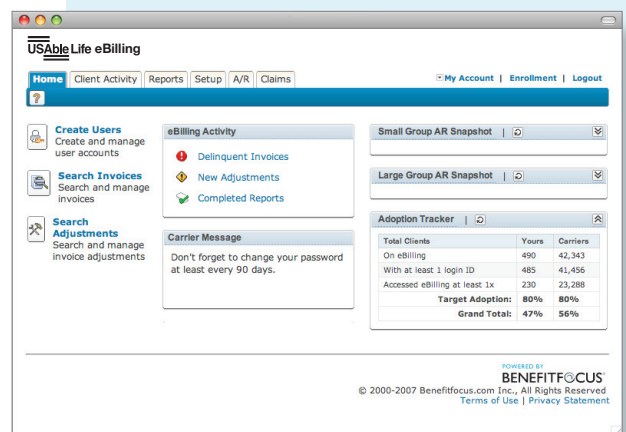 USAble Life eBilling
Home Client Activity Reports Setup A/R Claims
My Account | Enrollment | Logout
?
Create Users
Create and manage
user accounts
Search Invoices
Search and manage
invoices
Search
Adjustments
Search and manage
invoice adjustments
eBilling Activity
Delinquent Invoices
New Adjustments
Completed Reports
Carrier Message
Don't forget to change your password
at least every 90 days.
Small Group AR Snapshot |
Large Group AR Snapshot |
Adoption Tracker |
Total Clients Yours Carriers
On eBilling 490 42,343
With at least 1 login ID 485 41,456
Accessed eBilling at least 1x 230 23,288
Target Adoption: 80% 80%
Grand Total: 47% 56%
POWERED BY
BENEFITFOCUS
© 2000-2007 Benefitfocus.com Inc., All Rights Reserved
Terms of Use | Privacy Statement